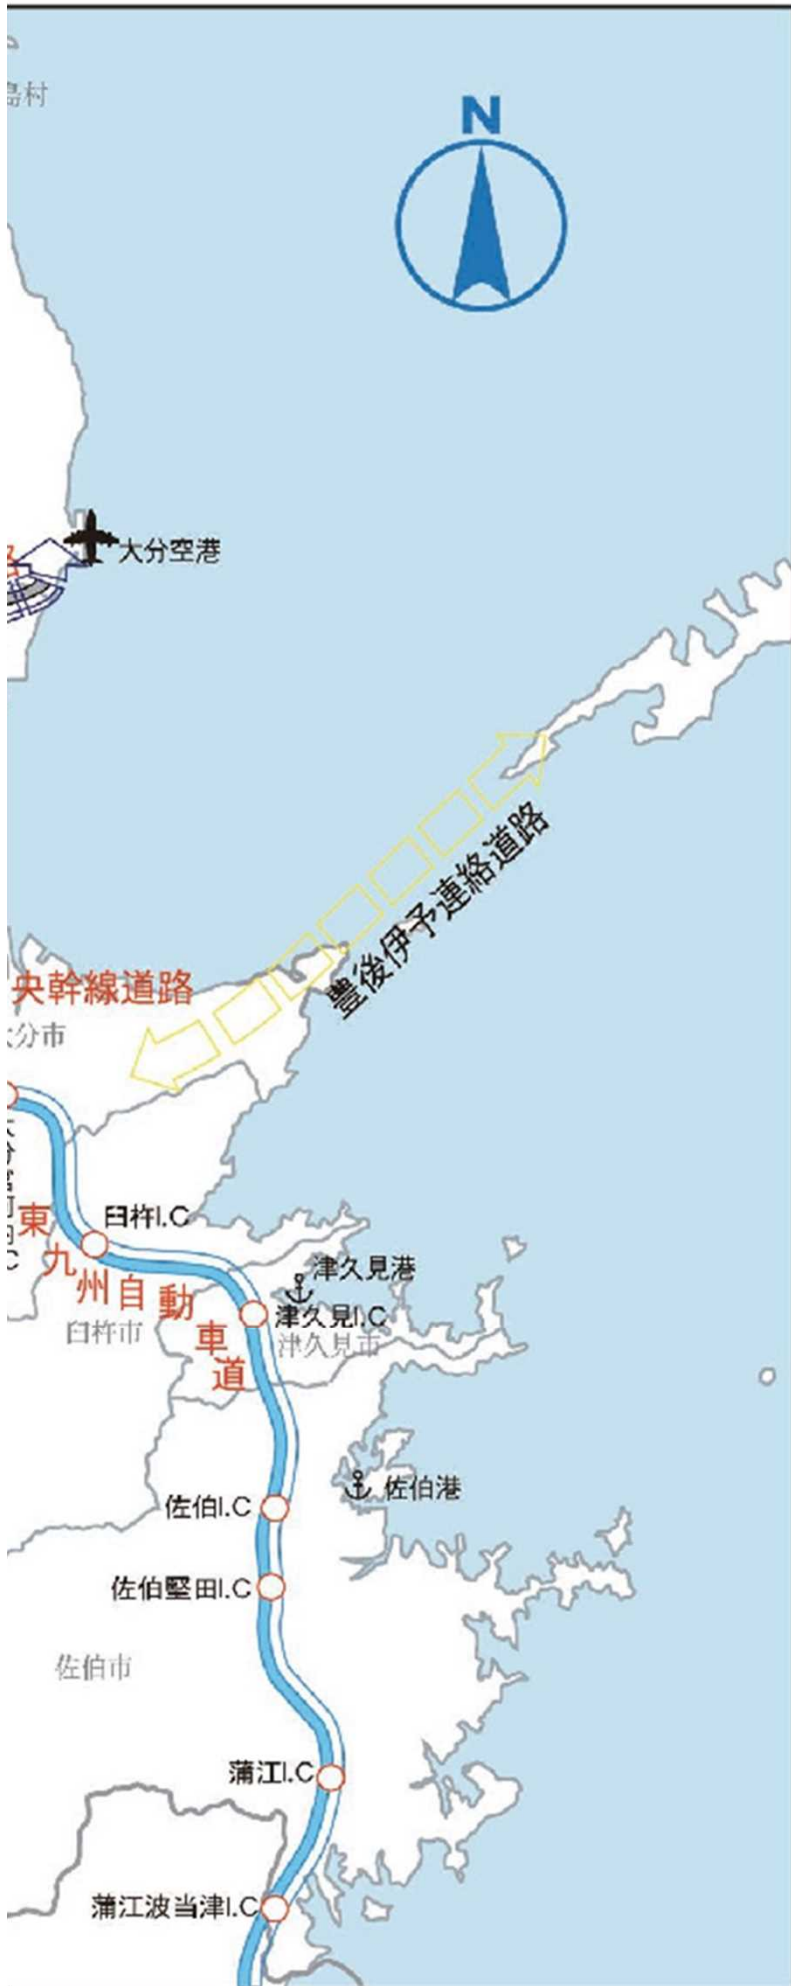 島村
N
大分空港
豊後伊予連絡道路
央幹線道路
分市
臼杵I.C
東九州自動車道
津久見港
津久見I.C
臼杵市
津久見市
佐伯I.C
佐伯港
佐伯堅田I.C
佐伯市
蒲江I.C
蒲江波当津I.C